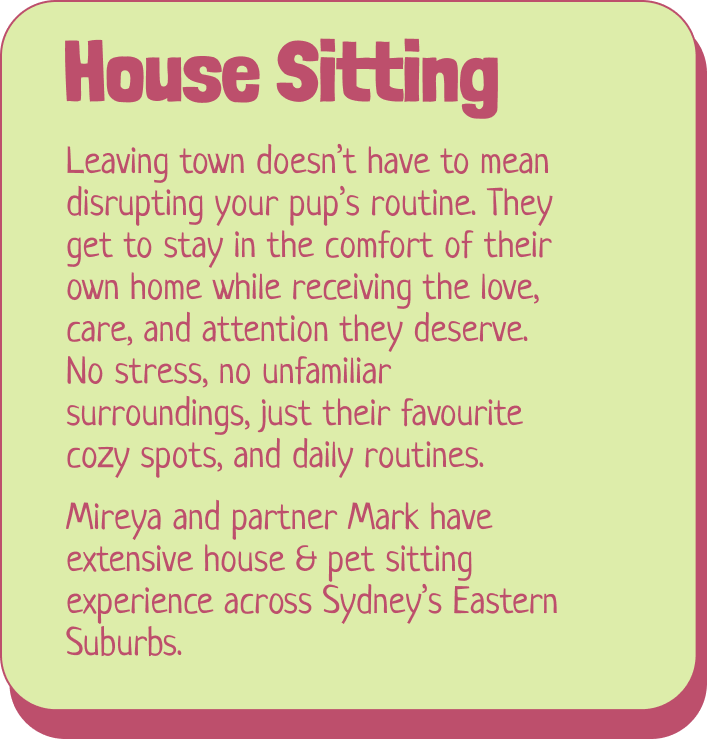 House Sitting
Leaving town doesn’t have to mean
disrupting your pup’s routine. They
get to stay in the comfort of their
own home while receiving the love,
care, and attention they deserve.
No stress, no unfamiliar
surroundings, just their favourite
cozy spots, and daily routines.
Mireya and partner Mark have
extensive house & pet sitting
experience across Sydney’s Eastern
Suburbs.